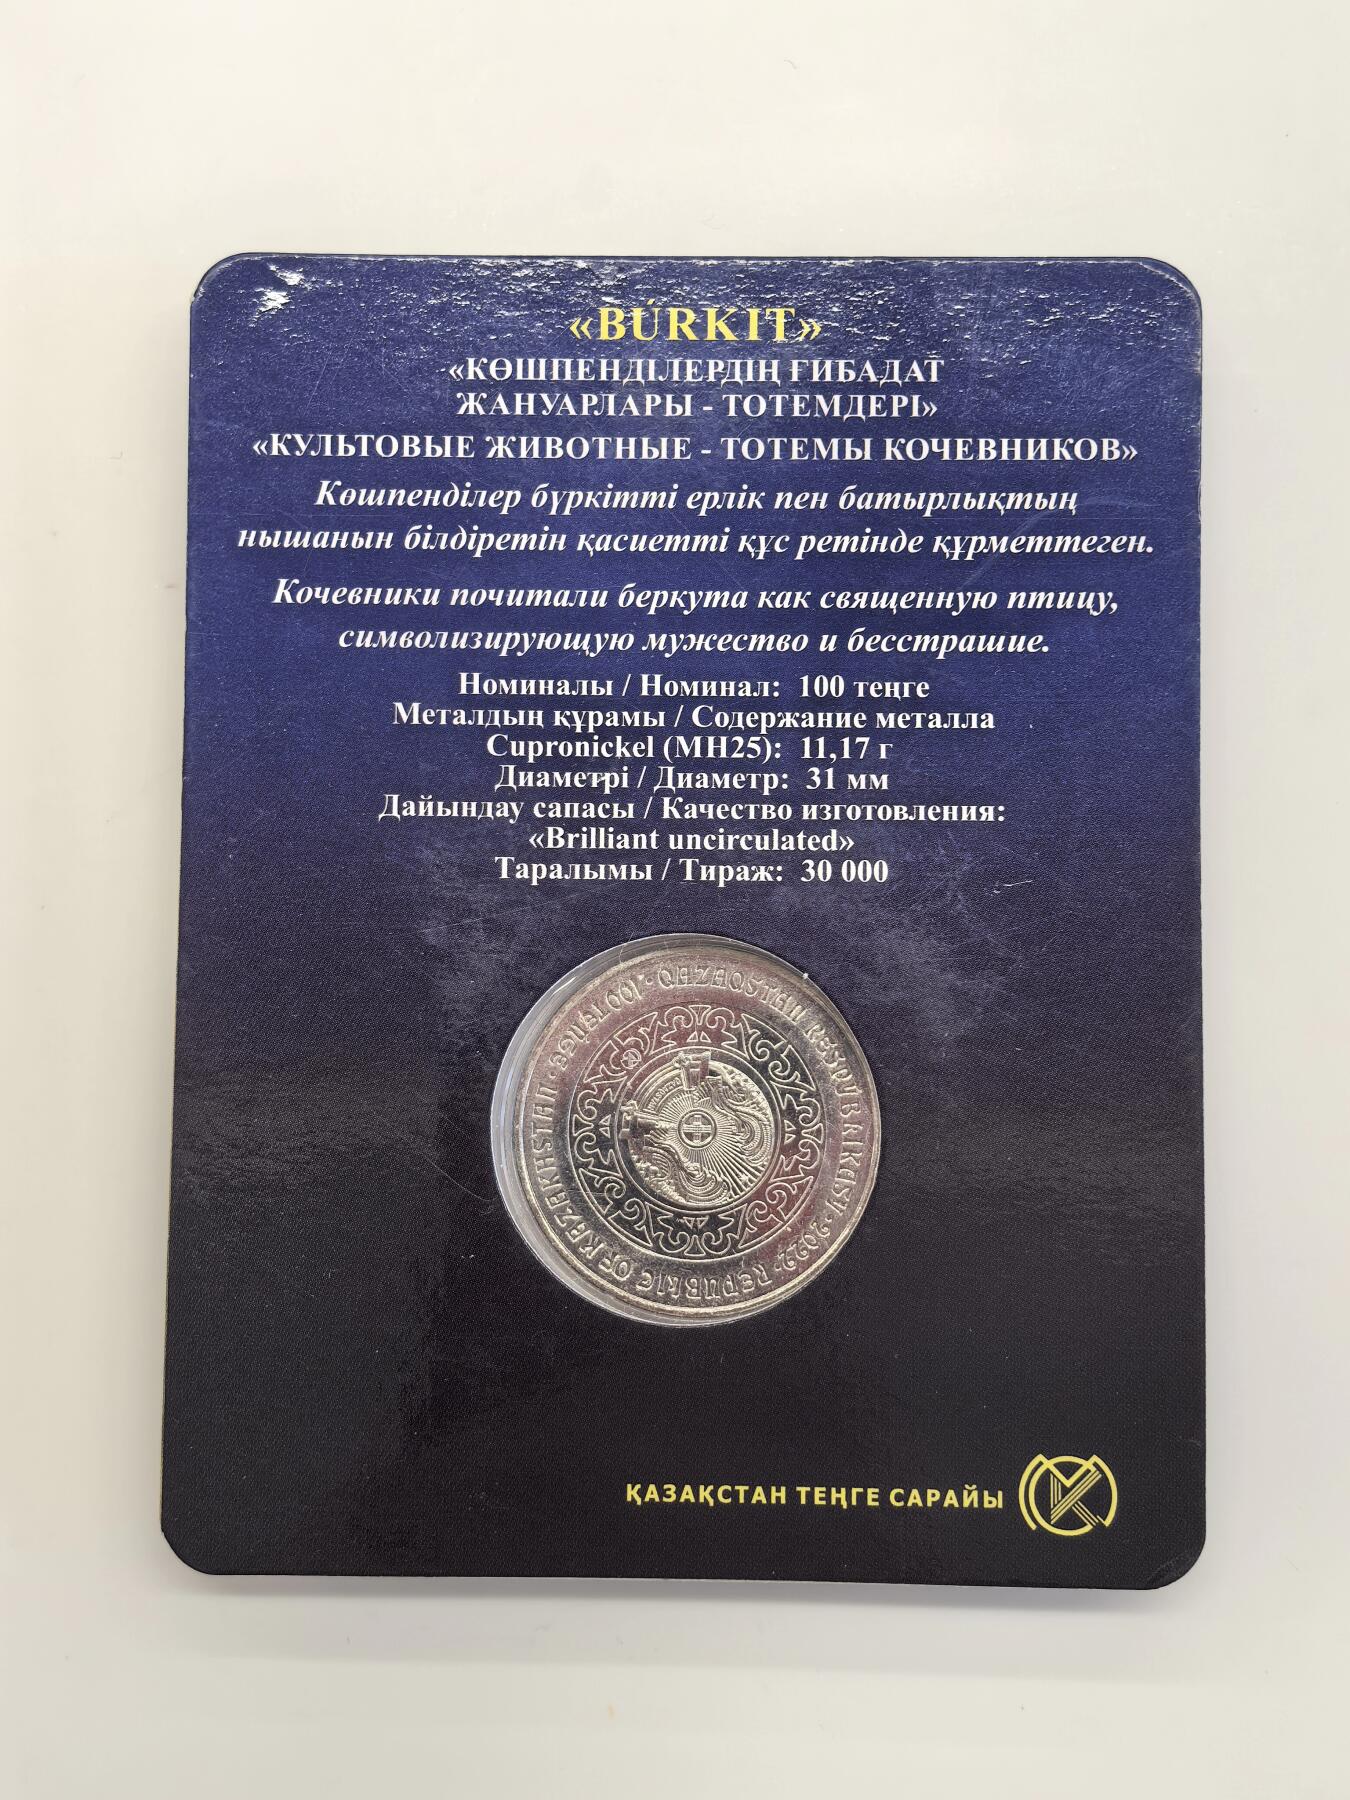 «BÚRKIT»
«КӨШПЕНДІЛЕРДІҢ ҒИБАДАТ
ЖАНУАРЛАРЫ - ТОТЕМДЕРІ»
«КУЛЬТОВЫЕ ЖИВОТНЫЕ - ТОТЕМЫ КОЧЕВНИКОВ»
Көшпенділер бүркітті ерлік пен батырлықтың
нышанын білдіретін қасиетті құс ретінде құрметтеген.
Кочевники почитали беркута как священную птицу,
символизирующую мужество и бесстрашие.
Номиналы / Номинал: 100 теңге
Металдың құрамы / Содержание металла
Cupronickel (МН25): 11,17 г
Диаметрі / Диаметр: 31 мм
Дайындау сапасы / Качество изготовления:
«Brilliant uncirculated»
Таралымы / Тираж: 30 000
QAZAQSTAN RESPÝBLIKASY · 2022 · REPUBLIC OF KAZAKHSTAN ·
ҚАЗАҚСТАН ТЕҢГЕ САРАЙЫ